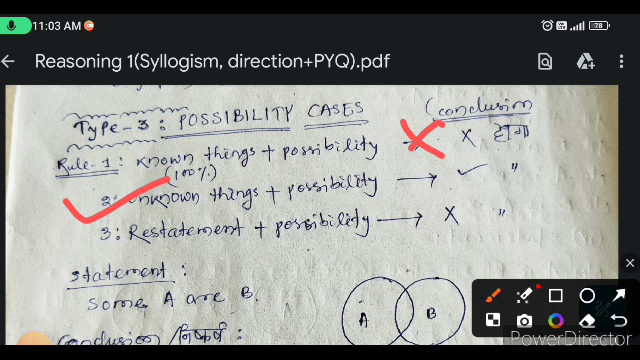 11:03 AM
78
Reasoning 1(Syllogism, direction+PYQ).pdf
Type-3: POSSIBILITY CASES
(conclusion
Rule-1: Known things + possibility → X होगा
(100%)
2: Unknown things + possibility → ✓ "
3: Restatement + possibility → X "
Statement:
Some A are B.
A B
Conclusion/निष्कर्ष:
PowerDirector